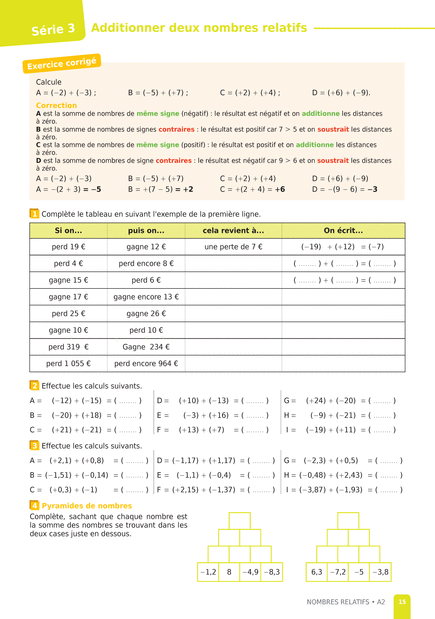 Série 3
Additionner deux nombres relatifs
Exercice corrigé
Calcule
A = (−2) + (−3) ; B = (−5) + (+7) ; C = (+2) + (+4) ; D = (+6) + (−9).
Correction
A est la somme de nombres de même signe (négatif) : le résultat est négatif et on additionne les distances
à zéro.
B est la somme de nombres de signes contraires : le résultat est positif car 7 > 5 et on soustrait les distances
à zéro.
C est la somme de nombres de même signe (positif) : le résultat est positif et on additionne les distances
à zéro.
D est la somme de nombres de signe contraires : le résultat est négatif car 9 > 6 et on soustrait les distances
à zéro.
A = (−2) + (−3) B = (−5) + (+7) C = (+2) + (+4) D = (+6) + (−9)
A = −(2 + 3) = −5 B = +(7 − 5) = +2 C = +(2 + 4) = +6 D = −(9 − 6) = −3
1 Complète le tableau en suivant l'exemple de la première ligne.
Si on... puis on... cela revient à... On écrit...
perd 19 € gagne 12 € une perte de 7 € (−19) + (+12) = (−7)
perd 4 € perd encore 8 € ( ........ ) + ( ........ ) = ( ........ )
gagne 15 € perd 6 € ( ........ ) + ( ........ ) = ( ........ )
gagne 17 € gagne encore 13 €
perd 25 € gagne 26 €
gagne 10 € perd 10 €
perd 319 € Gagne 234 €
perd 1 055 € perd encore 964 €
2 Effectue les calculs suivants.
A = (−12) + (−15) = ( ........ ) D = (+10) + (−13) = ( ........ ) G = (+24) + (−20) = ( ........ )
B = (−20) + (+18) = ( ........ ) E = (−3) + (+16) = ( ........ ) H = (−9) + (−21) = ( ........ )
C = (+21) + (−21) = ( ........ ) F = (+13) + (+7) = ( ........ ) I = (−19) + (+11) = ( ........ )
3 Effectue les calculs suivants.
A = (+2,1) + (+0,8) = ( ........ ) D = (−1,17) + (+1,17) = ( ........ ) G = (−2,3) + (+0,5) = ( ........ )
B = (−1,51) + (−0,14) = ( ........ ) E = (−1,1) + (−0,4) = ( ........ ) H = (−0,48) + (+2,43) = ( ........ )
C = (+0,3) + (−1) = ( ........ ) F = (+2,15) + (−1,37) = ( ........ ) I = (−3,87) + (−1,93) = ( ........ )
4 Pyramides de nombres
Complète, sachant que chaque nombre est
la somme des nombres se trouvant dans les
deux cases juste en dessous.
−1,2 8 −4,9 −8,3
6,3 −7,2 −5 −3,8
NOMBRES RELATIFS • A2 15